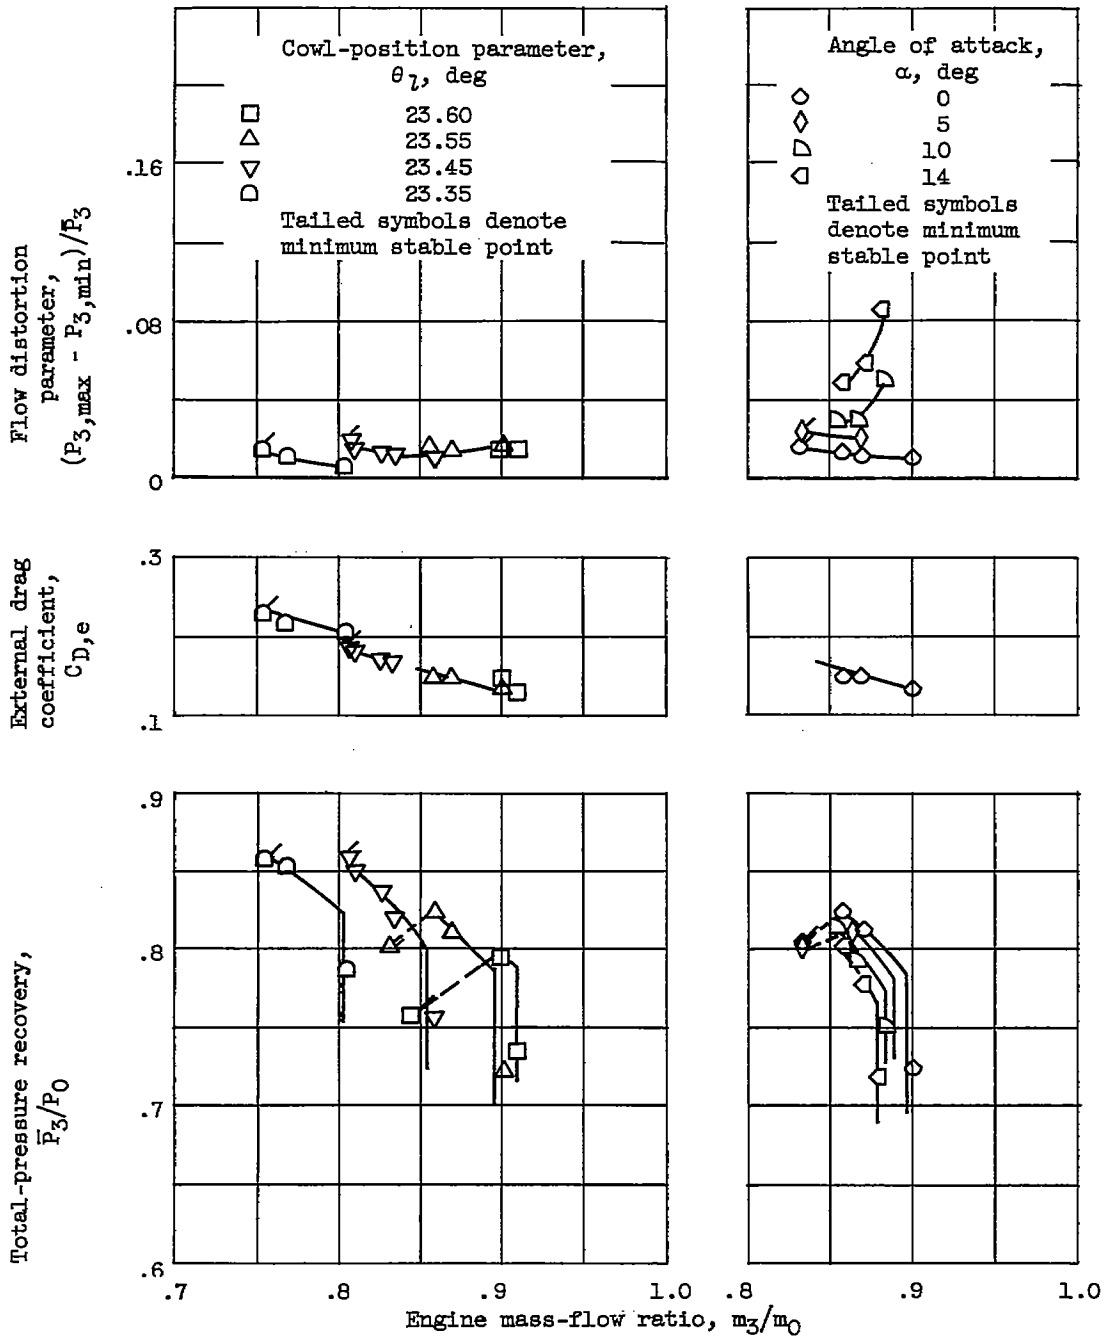 Cowl-position parameter,
θl, deg
23.60
23.55
23.45
23.35
Tailed symbols denote
minimum stable point
Angle of attack,
α, deg
0
5
10
14
Tailed symbols
denote minimum
stable point
Flow distortion
parameter,
(P3,max - P3,min)/P̄3
.16
.08
0
External drag
coefficient,
CD,e
.3
.1
Total-pressure recovery,
P̄3/P0
.9
.8
.7
.6
.7 .8 .9 1.0
.8 .9 1.0
Engine mass-flow ratio, m3/m0